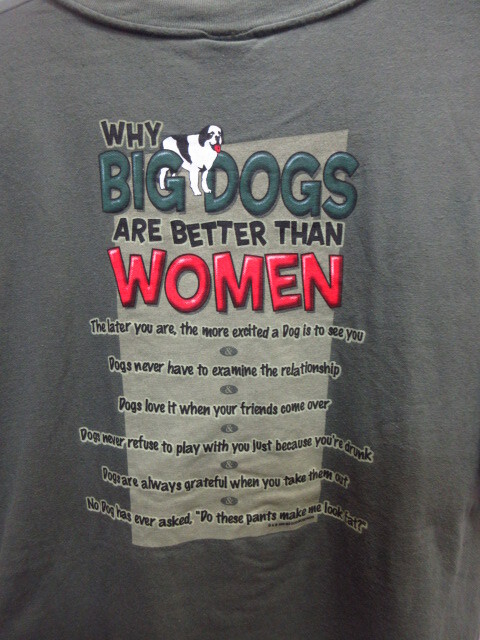 WHY
BIG DOGS
ARE BETTER THAN
WOMEN
The later you are, the more excited a Dog is to see you
&
Dogs never have to examine the relationship
&
Dogs love it when your friends come over
&
Dogs never refuse to play with you just because you're drunk
&
Dogs are always grateful when you take them out
&
No Dog has ever asked, "Do these pants make me look fat?"